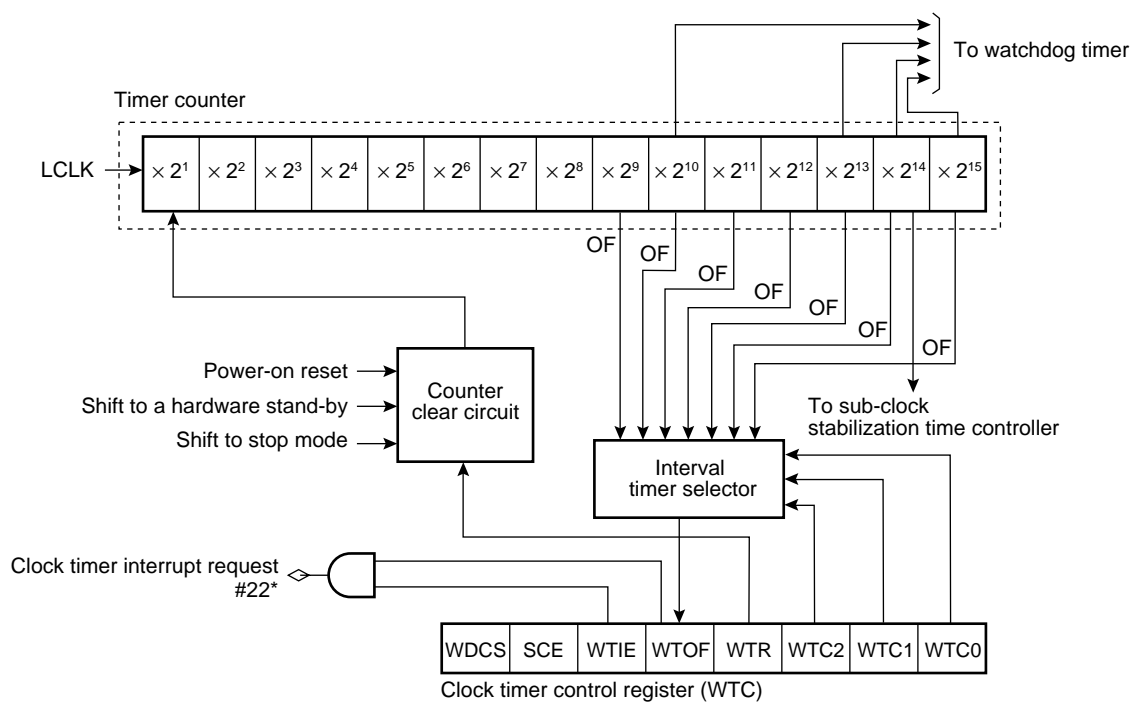 To watchdog timer
Timer counter
LCLK
× 2¹ × 2² × 2³ × 2⁴ × 2⁵ × 2⁶ × 2⁷ × 2⁸ × 2⁹ × 2¹⁰ × 2¹¹ × 2¹² × 2¹³ × 2¹⁴ × 2¹⁵
OF OF OF OF OF OF OF
Power-on reset
Shift to a hardware stand-by
Shift to stop mode
Counter
clear circuit
To sub-clock
stabilization time controller
Interval
timer selector
Clock timer interrupt request
#22*
WDCS SCE WTIE WTOF WTR WTC2 WTC1 WTC0
Clock timer control register (WTC)